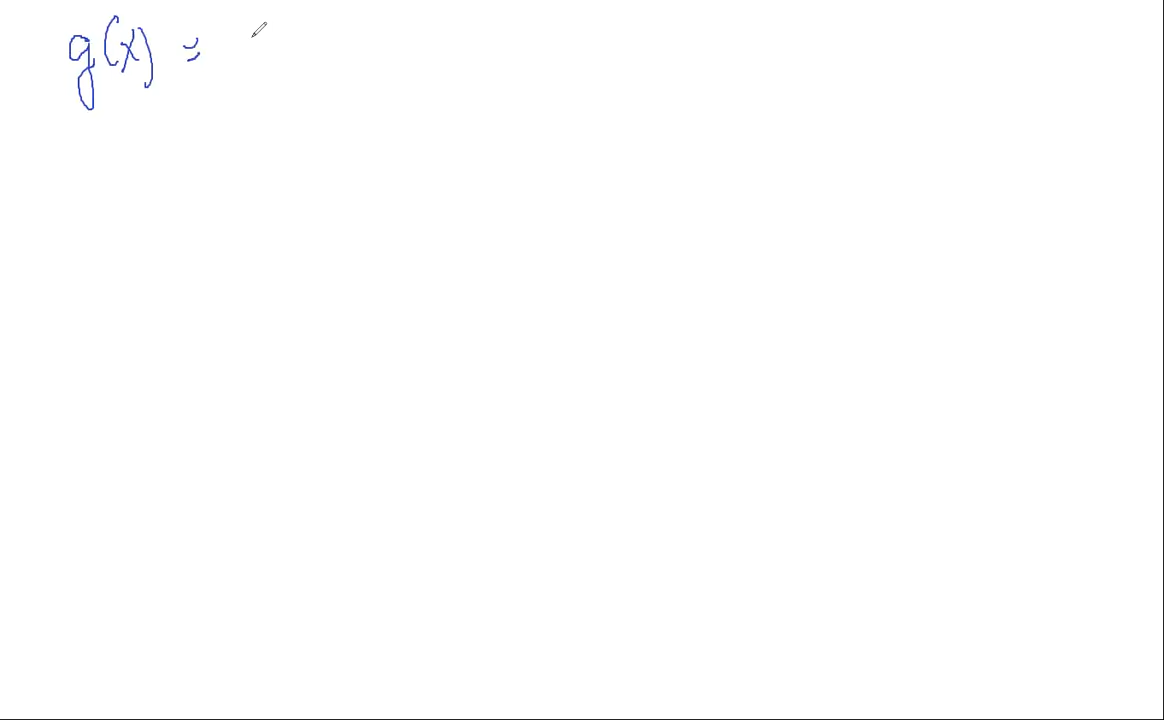 g(x) =